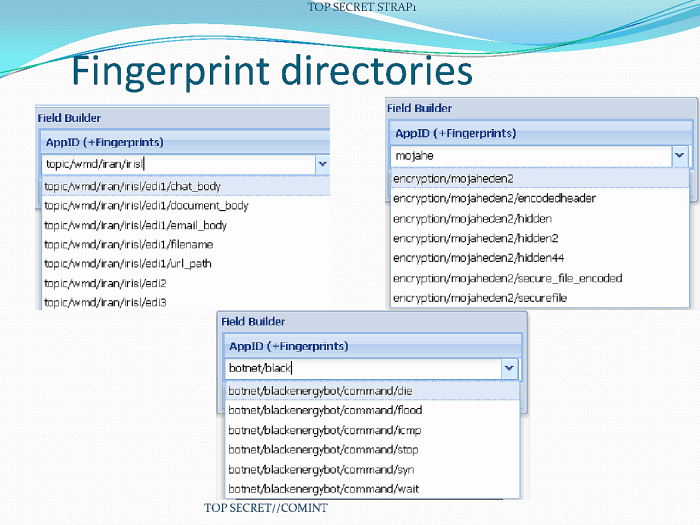 TOP SECRET STRAP1
Fingerprint directories
Field Builder
AppID (+Fingerprints)
topic/wmd/iran/irisl
topic/wmd/iran/irisl/edi1/chat_body
topic/wmd/iran/irisl/edi1/document_body
topic/wmd/iran/irisl/edi1/email_body
topic/wmd/iran/irisl/edi1/filename
topic/wmd/iran/irisl/edi1/url_path
topic/wmd/iran/irisl/edi2
topic/wmd/iran/irisl/edi3
Field Builder
AppID (+Fingerprints)
mojahe
encryption/mojaheden2
encryption/mojaheden2/encodedheader
encryption/mojaheden2/hidden
encryption/mojaheden2/hidden2
encryption/mojaheden2/hidden44
encryption/mojaheden2/secure_file_encoded
encryption/mojaheden2/securefile
Field Builder
AppID (+Fingerprints)
botnet/black
botnet/blackenergybot/command/die
botnet/blackenergybot/command/flood
botnet/blackenergybot/command/icmp
botnet/blackenergybot/command/stop
botnet/blackenergybot/command/syn
botnet/blackenergybot/command/wait
TOP SECRET//COMINT